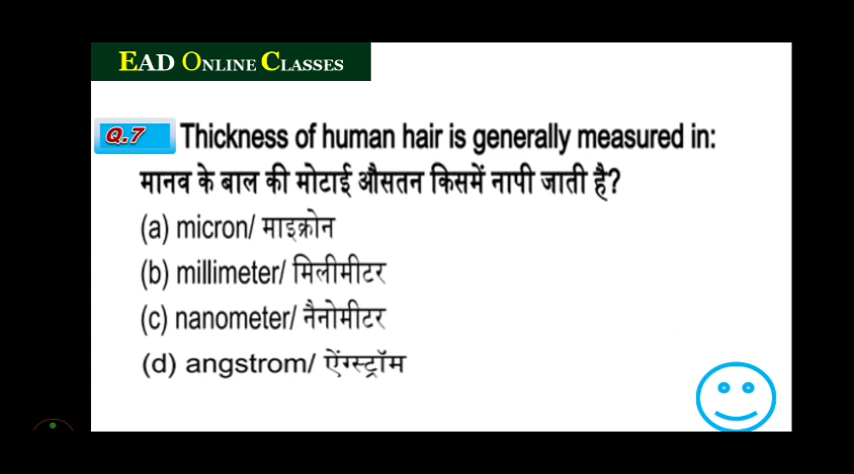 EAD ONLINE CLASSES
Q.7 Thickness of human hair is generally measured in:
मानव के बाल की मोटाई औसतन किसमें नापी जाती है?
(a) micron/ माइक्रोन
(b) millimeter/ मिलीमीटर
(c) nanometer/ नैनोमीटर
(d) angstrom/ ऐंग्स्ट्रॉम